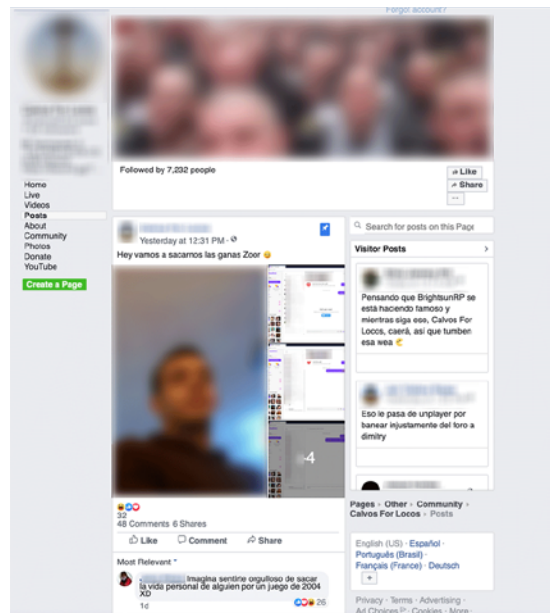 Forgot account?
Followed by 7,232 people
Like
Share
...
Home
Live
Videos
Posts
About
Community
Photos
Donate
YouTube
Create a Page
Yesterday at 12:31 PM ·
Hey vamos a sacarnos las ganas Zoor 😉
+4
32
48 Comments 6 Shares
Like Comment Share
Most Relevant
Imagina sentirte orgulloso de sacar
la vida personal de alguien por un juego de 2004
XD
1d
26
Search for posts on this Page
Visitor Posts
Pensando que BrightsunRP se
está haciendo famoso y
mientras siga eso, Calvos For
Locos, caerá, asi que tumben
esa wea
Eso le pasa de unplayer por
banear injustamente del foro a
dimitry
Pages › Other › Community ›
Calvos For Locos › Posts
English (US) · Español ·
Português (Brasil) ·
Français (France) · Deutsch
+
Privacy · Terms · Advertising ·
Ad Choices · Cookies · More ·